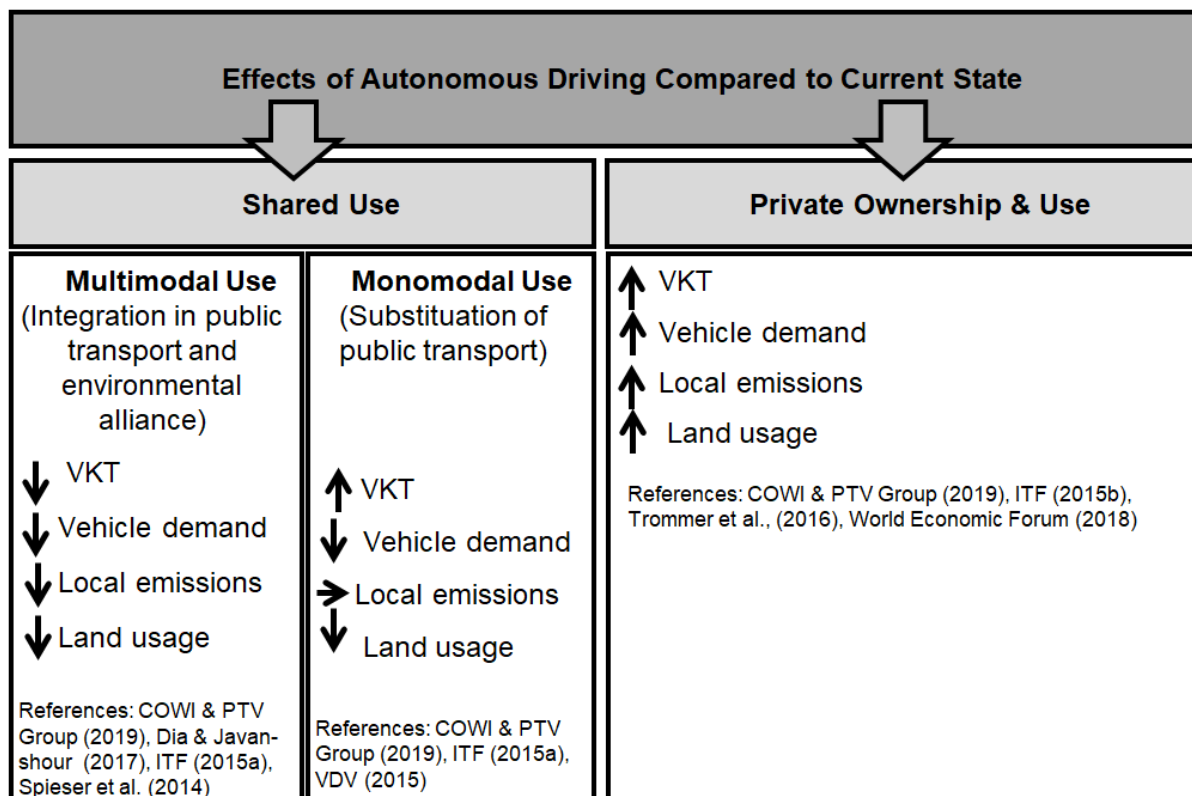 Effects of Autonomous Driving Compared to Current State
Shared Use
Private Ownership & Use
Multimodal Use
(Integration in public
transport and
environmental
alliance)
VKT
Vehicle demand
Local emissions
Land usage
References: COWI & PTV
Group (2019), Dia & Javan-
shour (2017), ITF (2015a),
Spieser et al. (2014)
Monomodal Use
(Substituation of
public transport)
VKT
Vehicle demand
Local emissions
Land usage
References: COWI & PTV
Group (2019), ITF (2015a),
VDV (2015)
VKT
Vehicle demand
Local emissions
Land usage
References: COWI & PTV Group (2019), ITF (2015b),
Trommer et al., (2016), World Economic Forum (2018)